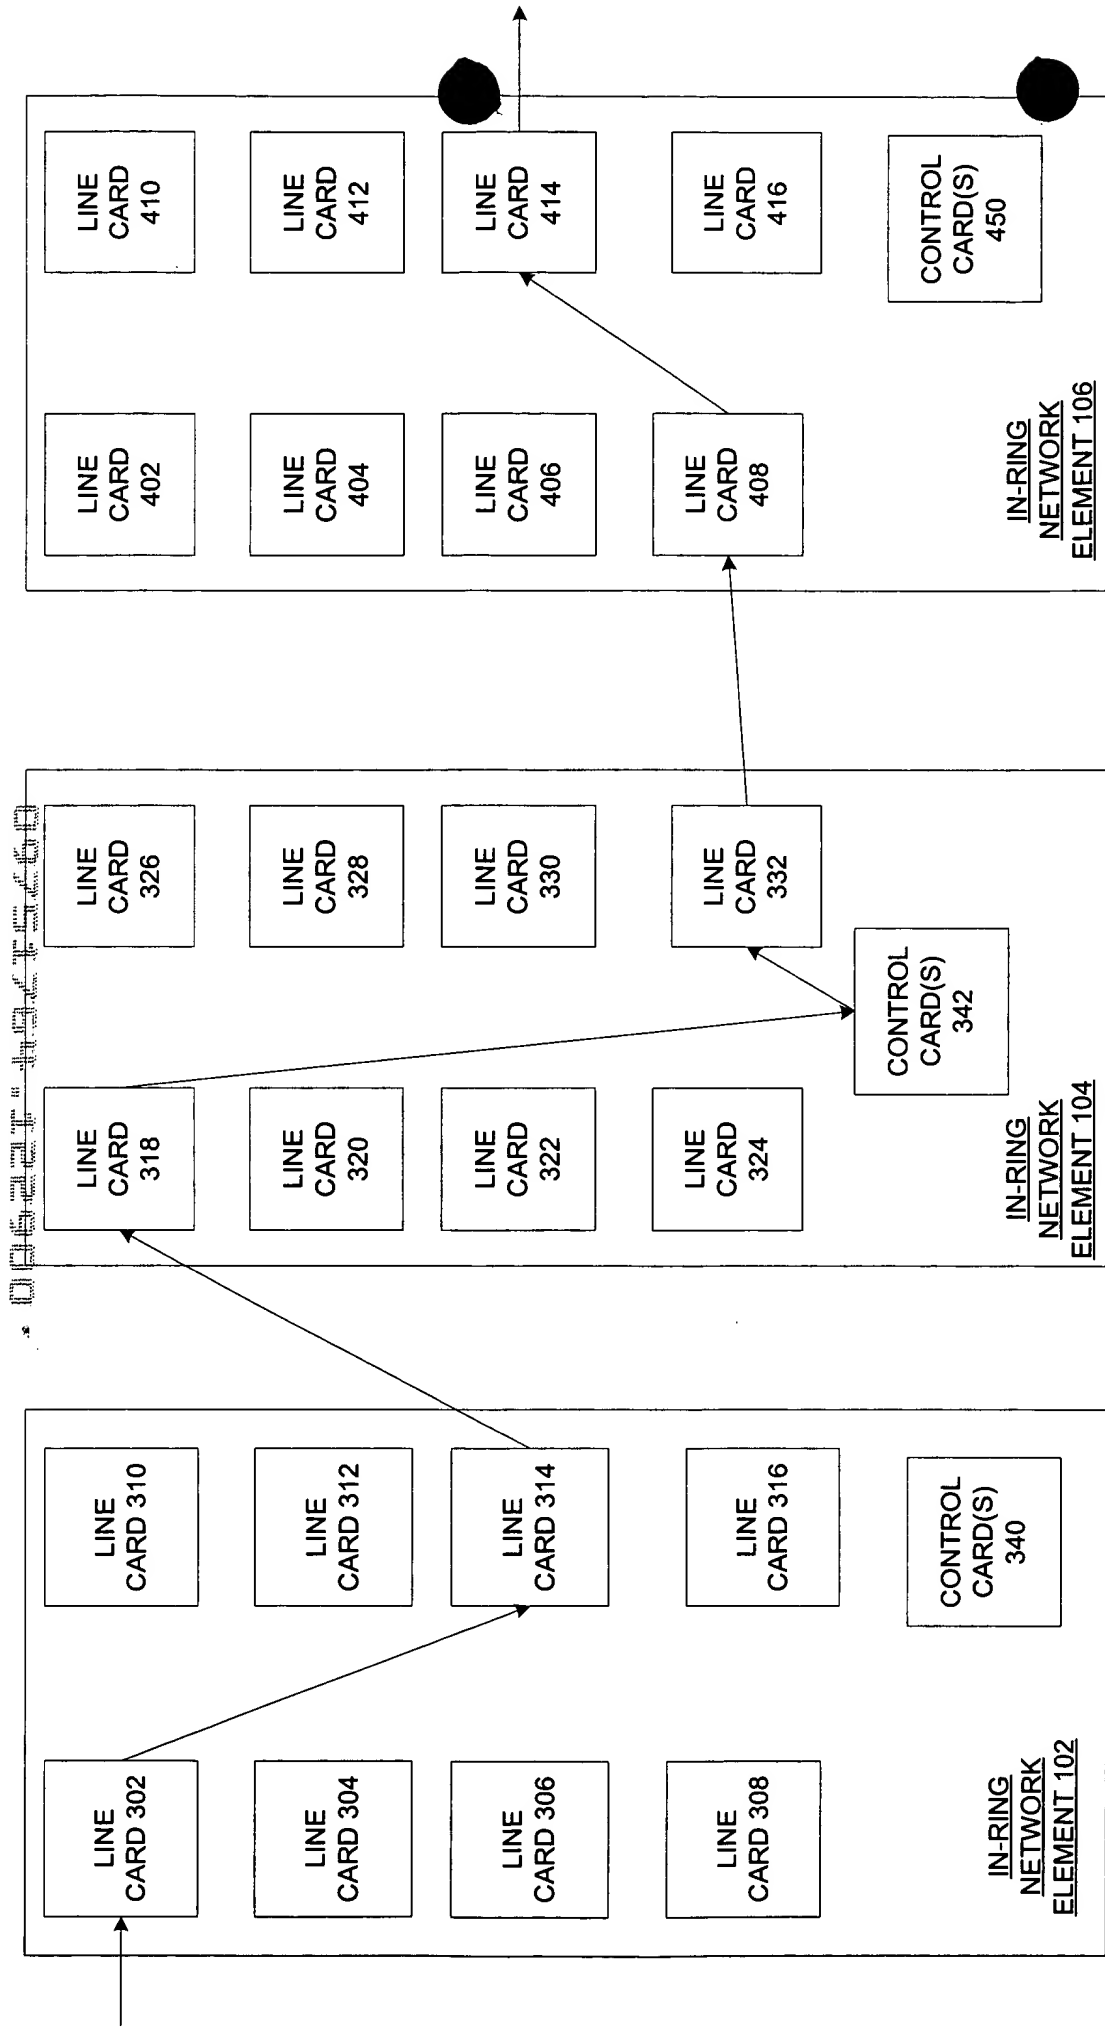 LINE
CARD 302
LINE
CARD 304
LINE
CARD 306
LINE
CARD 308
LINE
CARD 310
LINE
CARD 312
LINE
CARD 314
LINE
CARD 316
CONTROL
CARD(S)
340
IN-RING
NETWORK
ELEMENT 102
LINE
CARD
318
LINE
CARD
320
LINE
CARD
322
LINE
CARD
324
LINE
CARD
326
LINE
CARD
328
LINE
CARD
330
LINE
CARD
332
CONTROL
CARD(S)
342
IN-RING
NETWORK
ELEMENT 104
LINE
CARD
402
LINE
CARD
404
LINE
CARD
406
LINE
CARD
408
LINE
CARD
410
LINE
CARD
412
LINE
CARD
414
LINE
CARD
416
CONTROL
CARD(S)
450
IN-RING
NETWORK
ELEMENT 106